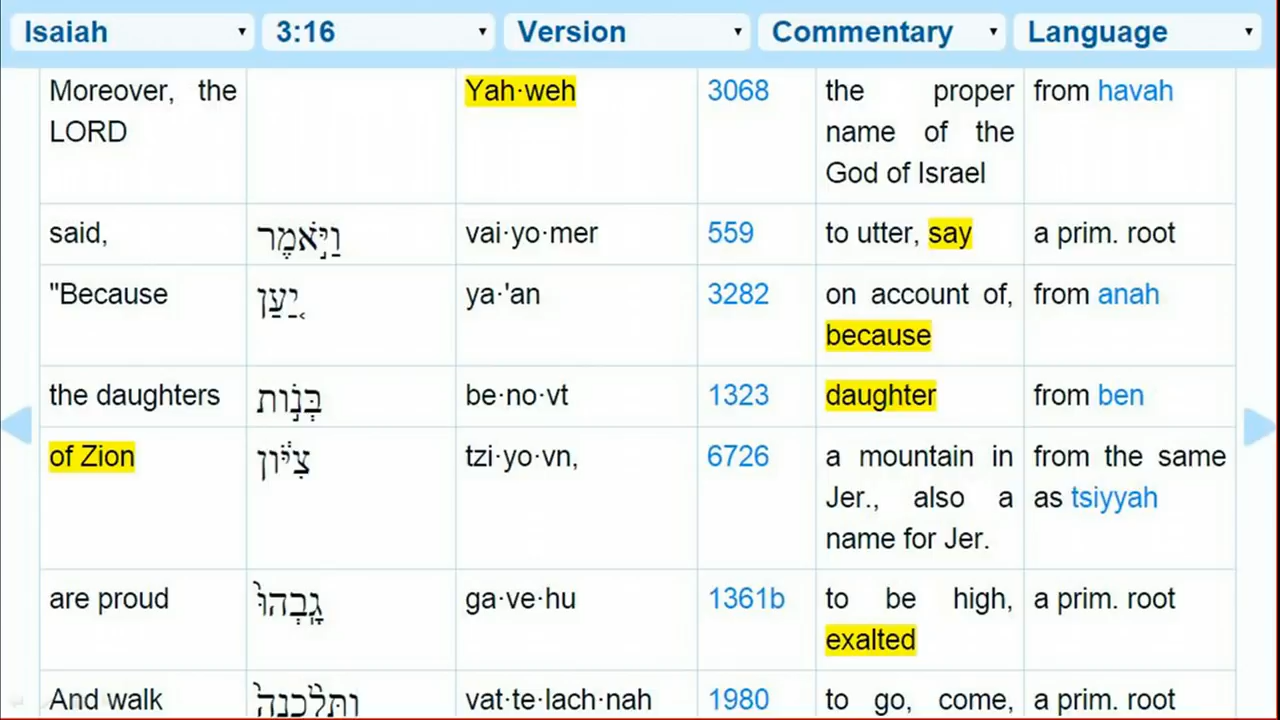 Isaiah 3:16 Version Commentary Language
Moreover, the Yah·weh 3068 the proper from havah
LORD name of the
God of Israel
said, וַיֹּ֣אמֶר vai·yo·mer 559 to utter, say a prim. root
"Because יַ֚עַן ya·'an 3282 on account of, from anah
because
the daughters בְּנ֣וֹת be·no·vt 1323 daughter from ben
of Zion צִיּ֔וֹן tzi·yo·vn, 6726 a mountain in from the same
Jer., also a as tsiyyah
name for Jer.
are proud גָֽבְהוּ֙ ga·ve·hu 1361b to be high, a prim. root
exalted
And walk וַתֵּלַ֙כְנָה֙ vat·te·lach·nah 1980 to go, come, a prim. root